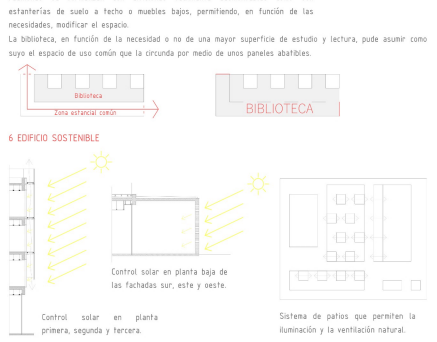 estanterías de suelo a techo o muebles bajos, permitiendo, en función de las
necesidades, modificar el espacio.
La biblioteca, en función de la necesidad o no de una mayor superficie de estudio y lectura, pude asumir como
suyo el espacio de uso común que la circunda por medio de unos paneles abatibles.
Biblioteca
Zona estancial común
BIBLIOTECA
6 EDIFICIO SOSTENIBLE
Control solar en planta baja de
las fachadas sur, este y oeste.
Control solar en planta
primera, segunda y tercera.
Sistema de patios que permiten la
iluminación y la ventilación natural.